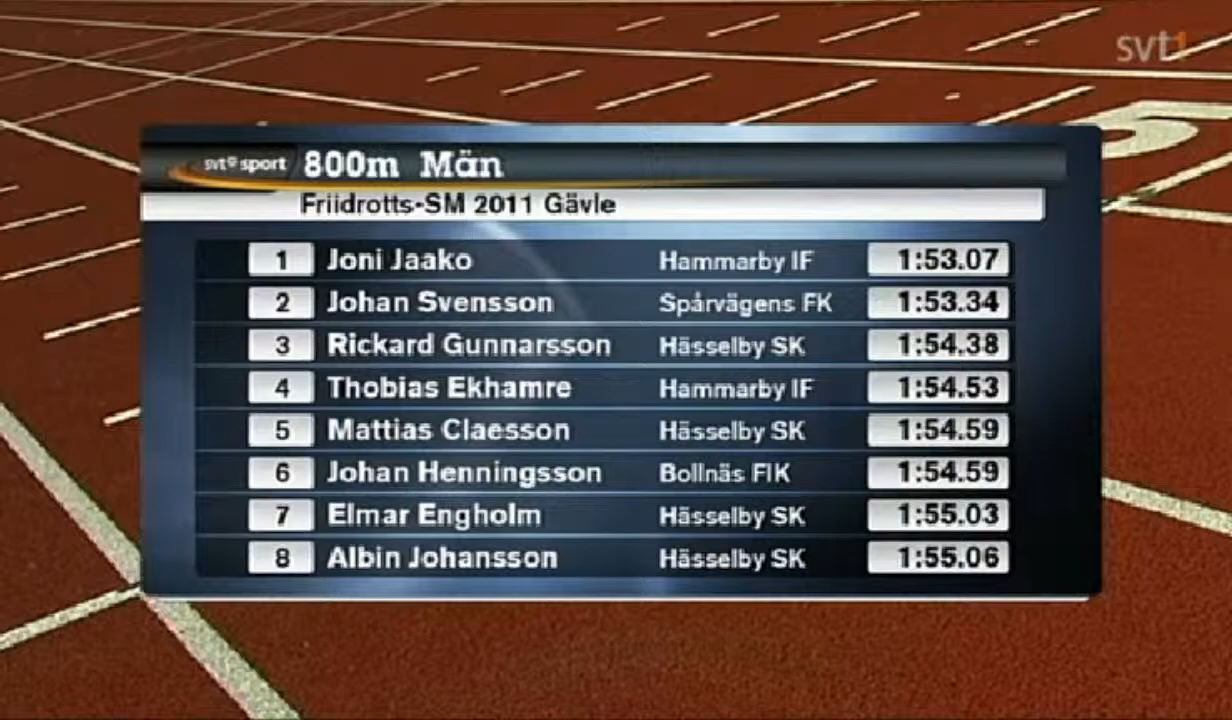 svt1
svt sport 800m Män
Friidrotts-SM 2011 Gävle
1 Joni Jaako Hammarby IF 1:53.07
2 Johan Svensson Spårvägens FK 1:53.34
3 Rickard Gunnarsson Hässelby SK 1:54.38
4 Thobias Ekhamre Hammarby IF 1:54.53
5 Mattias Claesson Hässelby SK 1:54.59
6 Johan Henningsson Bollnäs FIK 1:54.59
7 Elmar Engholm Hässelby SK 1:55.03
8 Albin Johansson Hässelby SK 1:55.06